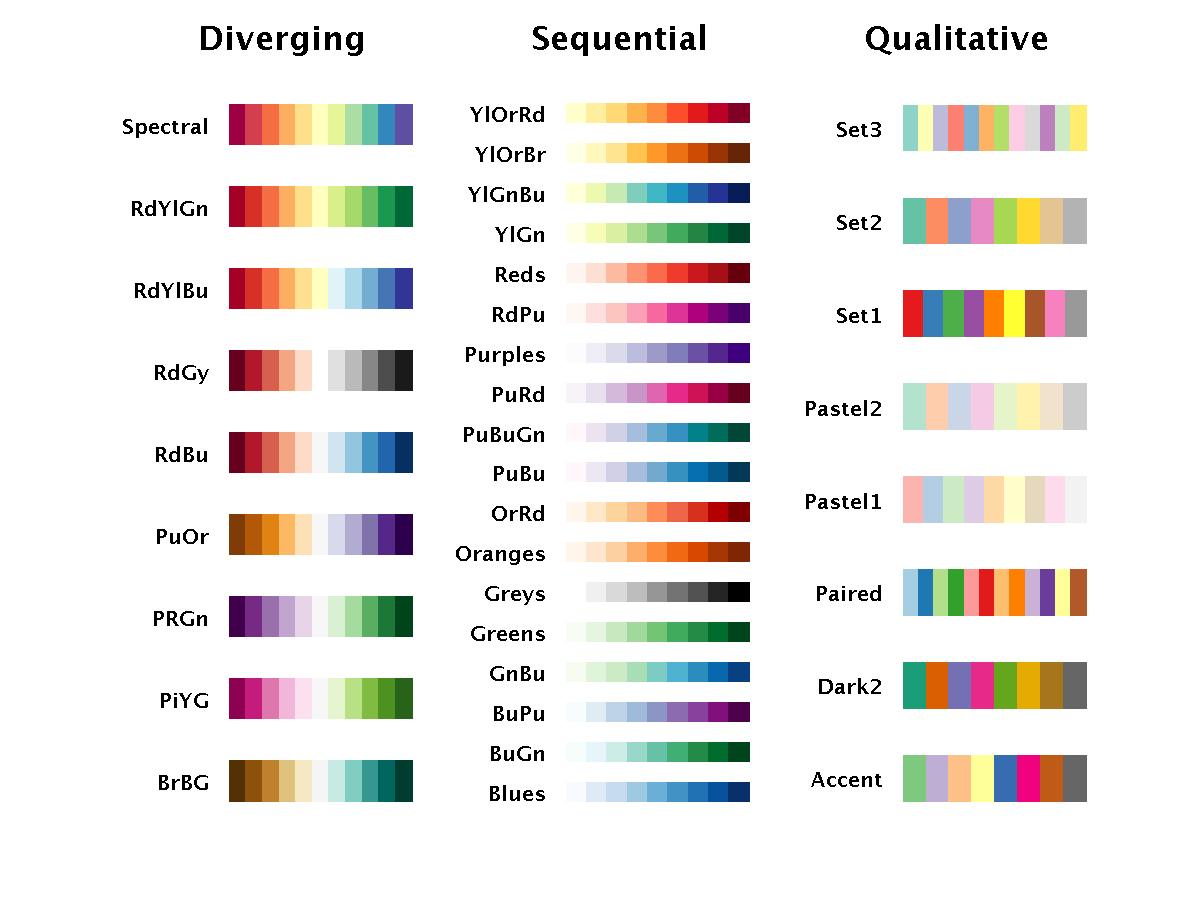 Diverging
Spectral
RdYlGn
RdYlBu
RdGy
RdBu
PuOr
PRGn
PiYG
BrBG
Sequential
YlOrRd
YlOrBr
YlGnBu
YlGn
Reds
RdPu
Purples
PuRd
PuBuGn
PuBu
OrRd
Oranges
Greys
Greens
GnBu
BuPu
BuGn
Blues
Qualitative
Set3
Set2
Set1
Pastel2
Pastel1
Paired
Dark2
Accent